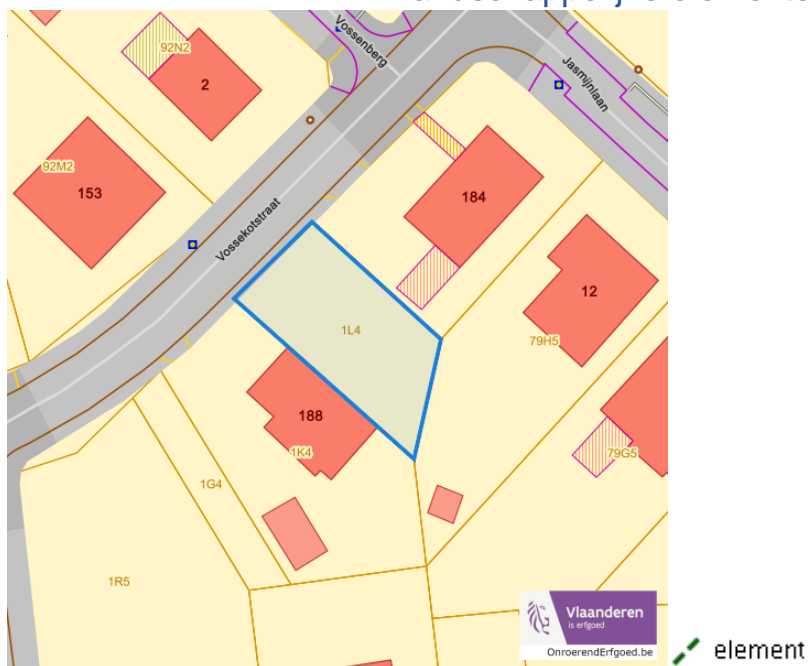 Vossenberg
92N2
2
Jasmijnlaan
92M2
153
184
Vossekotstraat
12
1L4
79H5
188
1K4
79G5
1G4
1R5
Vlaanderen
is erfgoed
OnroerendErfgoed.be
element